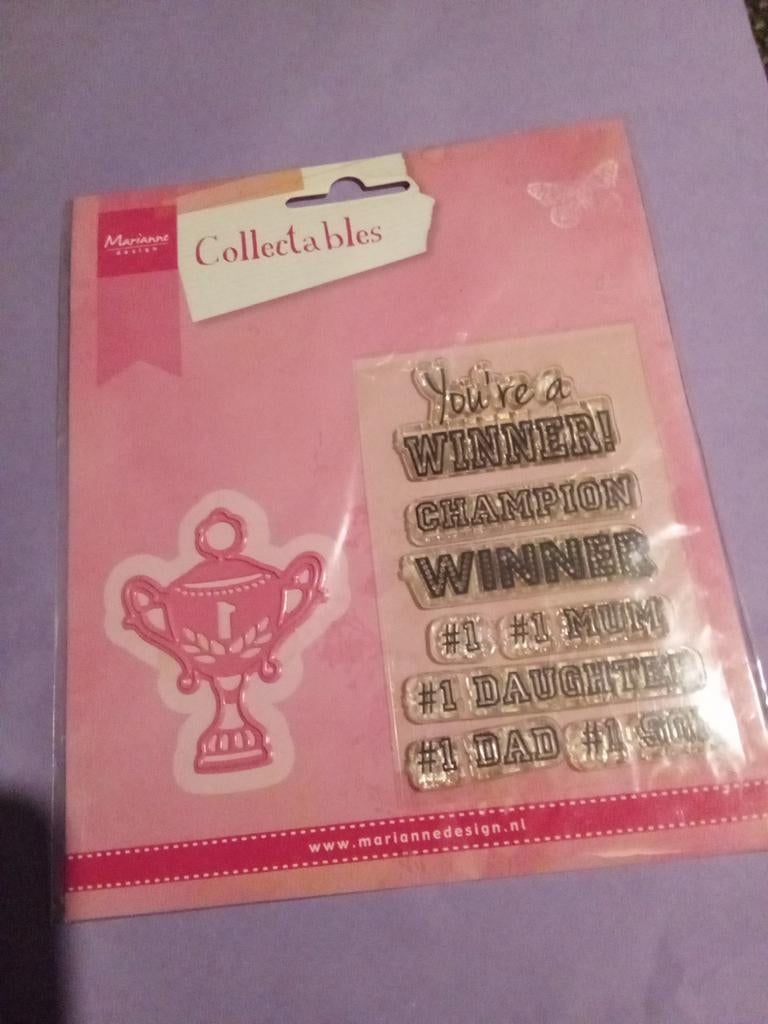 Marianne
design
Collectables
You're a
WINNER!
CHAMPION
WINNER
#1 #1 MUM
#1 DAUGHTER
#1 DAD #1 SON
1
www.mariannedesign.nl